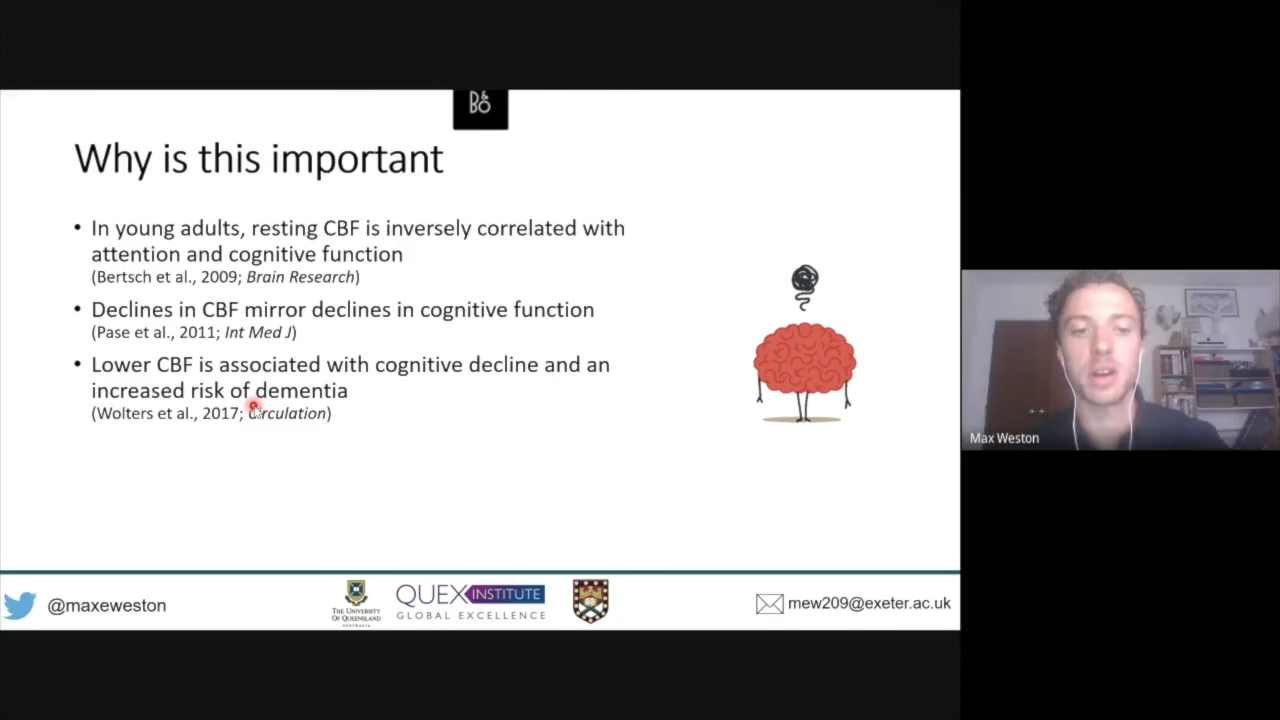 B&O
Why is this important
• In young adults, resting CBF is inversely correlated with
attention and cognitive function
(Bertsch et al., 2009; Brain Research)
• Declines in CBF mirror declines in cognitive function
(Pase et al., 2011; Int Med J)
• Lower CBF is associated with cognitive decline and an
increased risk of dementia
(Wolters et al., 2017; Circulation)
Max Weston
@maxeweston
THE UNIVERSITY
OF QUEENSLAND
AUSTRALIA
QUEX INSTITUTE
GLOBAL EXCELLENCE
mew209@exeter.ac.uk